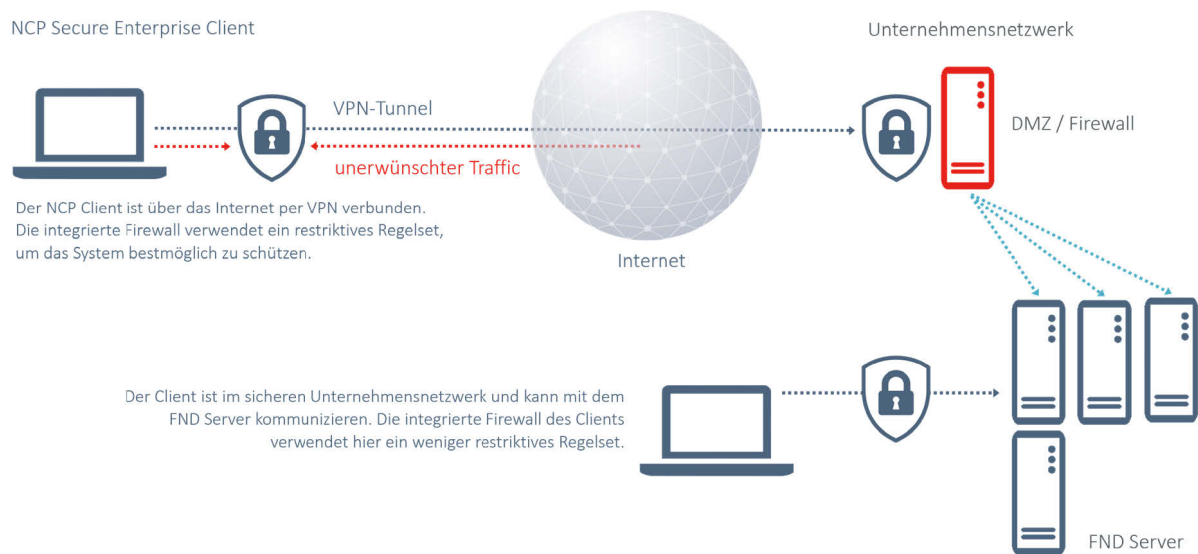 NCP Secure Enterprise Client
Unternehmensnetzwerk
VPN-Tunnel
DMZ / Firewall
unerwünschter Traffic
Der NCP Client ist über das Internet per VPN verbunden.
Die integrierte Firewall verwendet ein restriktives Regelset,
um das System bestmöglich zu schützen.
Internet
Der Client ist im sicheren Unternehmensnetzwerk und kann mit dem
FND Server kommunizieren. Die integrierte Firewall des Clients
verwendet hier ein weniger restriktives Regelset.
FND Server